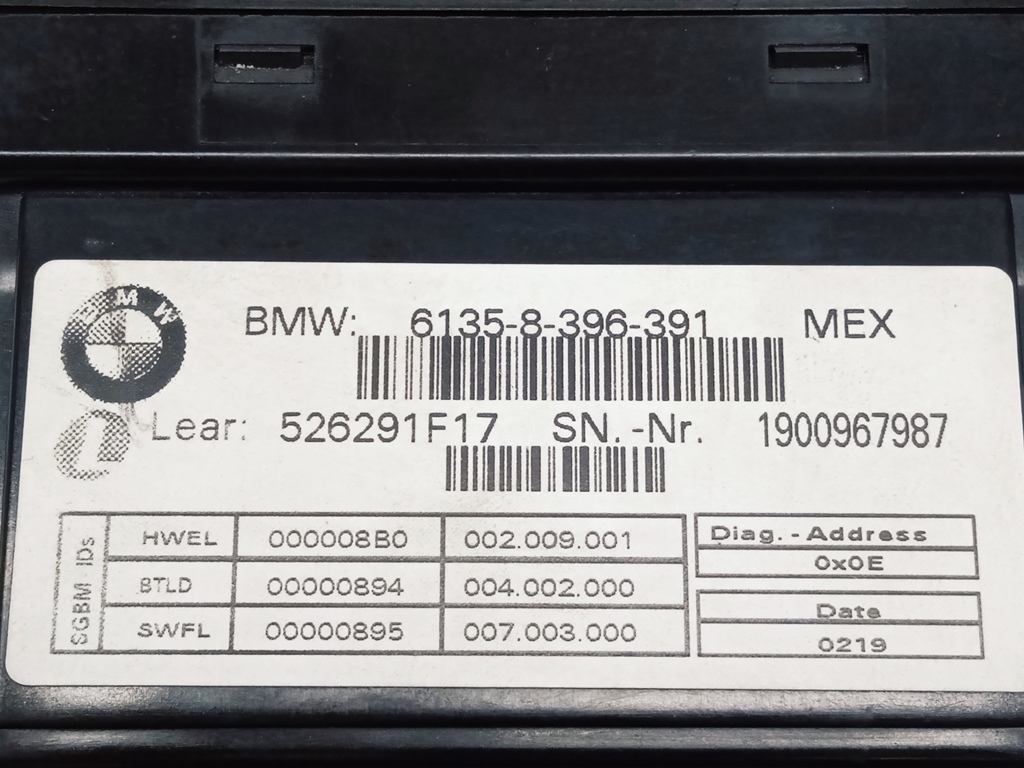 BMW
BMW: 6135-8-396-391 MEX
Lear: 526291F17 SN.-Nr. 1900967987
SGBM-IDs
HWEL 000008B0 002.009.001
BTLD 00000894 004.002.000
SWFL 00000895 007.003.000
Diag.-Address
0x0E
Date
0219